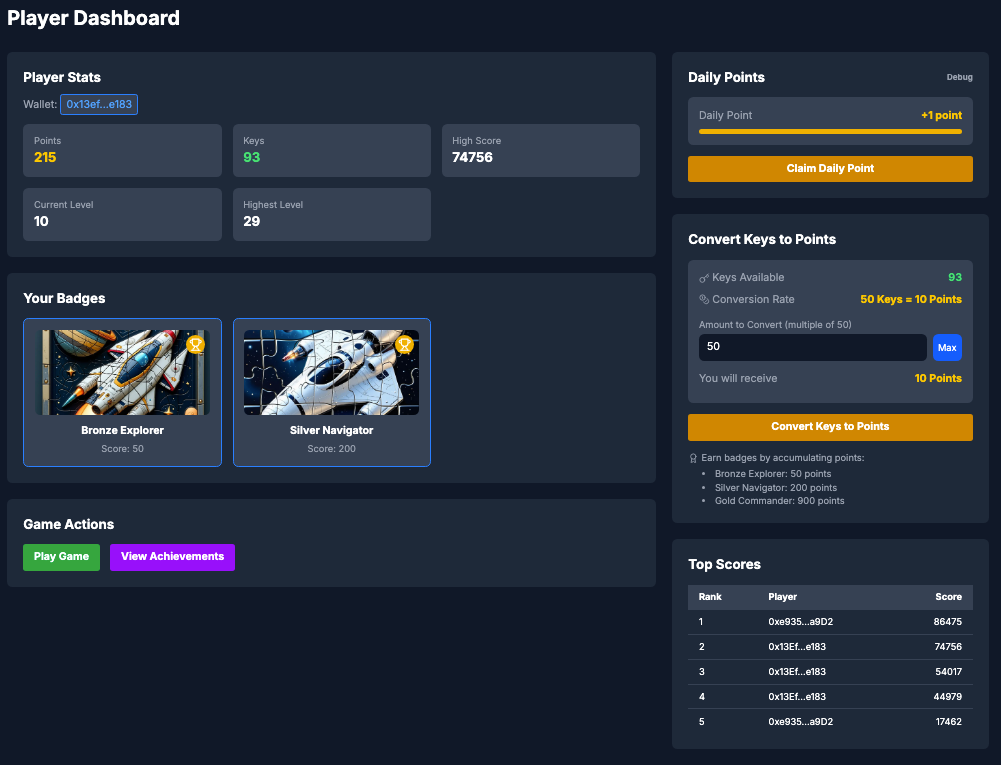 Player Dashboard
Player Stats
Wallet: 0x13ef...e183
Points
215
Keys
93
High Score
74756
Current Level
10
Highest Level
29
Your Badges
Bronze Explorer
Score: 50
Silver Navigator
Score: 200
Game Actions
Play Game
View Achievements
Daily Points
Debug
Daily Point
+1 point
Claim Daily Point
Convert Keys to Points
Keys Available
93
Conversion Rate
50 Keys = 10 Points
Amount to Convert (multiple of 50)
50
Max
You will receive
10 Points
Convert Keys to Points
Earn badges by accumulating points:
• Bronze Explorer: 50 points
• Silver Navigator: 200 points
• Gold Commander: 900 points
Top Scores
Rank Player Score
1 0xe935...a9D2 86475
2 0x13Ef...e183 74756
3 0x13Ef...e183 54017
4 0x13Ef...e183 44979
5 0xe935...a9D2 17462